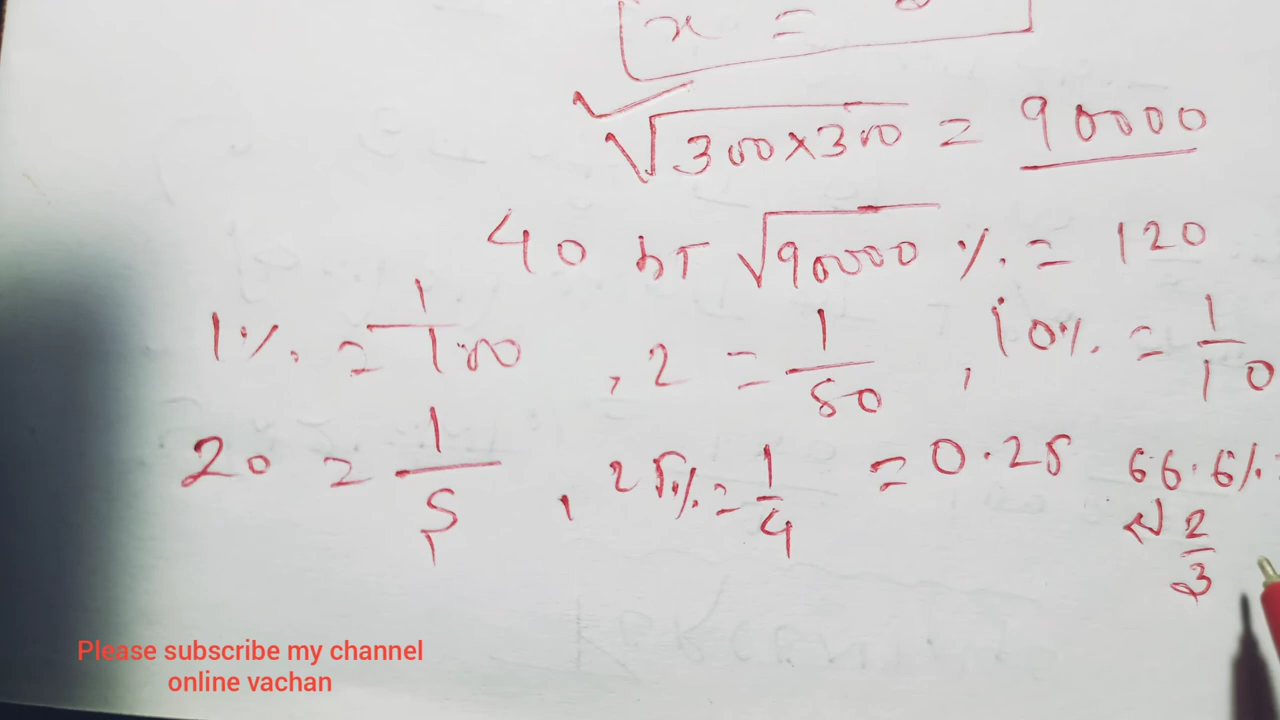 x =
√300×300 = 90000
40 का √90000 % = 120
1% = 1/100 , 2 = 1/50 , 10% = 1/10
20 = 1/5 , 25% = 1/4 = 0.25 66.6% =
≈ 2/3
Please subscribe my channel
online vachan